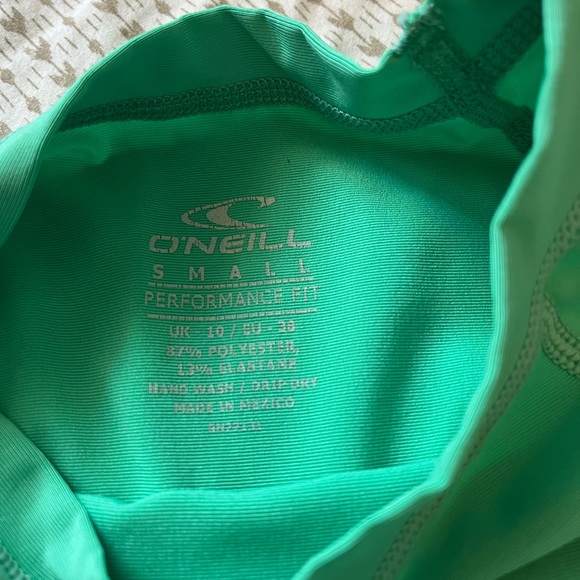 O'NEILL
SMALL
PERFORMANCE FIT
UK - 10 / EU - 38
87% POLYESTER,
13% ELASTANE
HAND WASH / DRIP DRY
MADE IN MEXICO